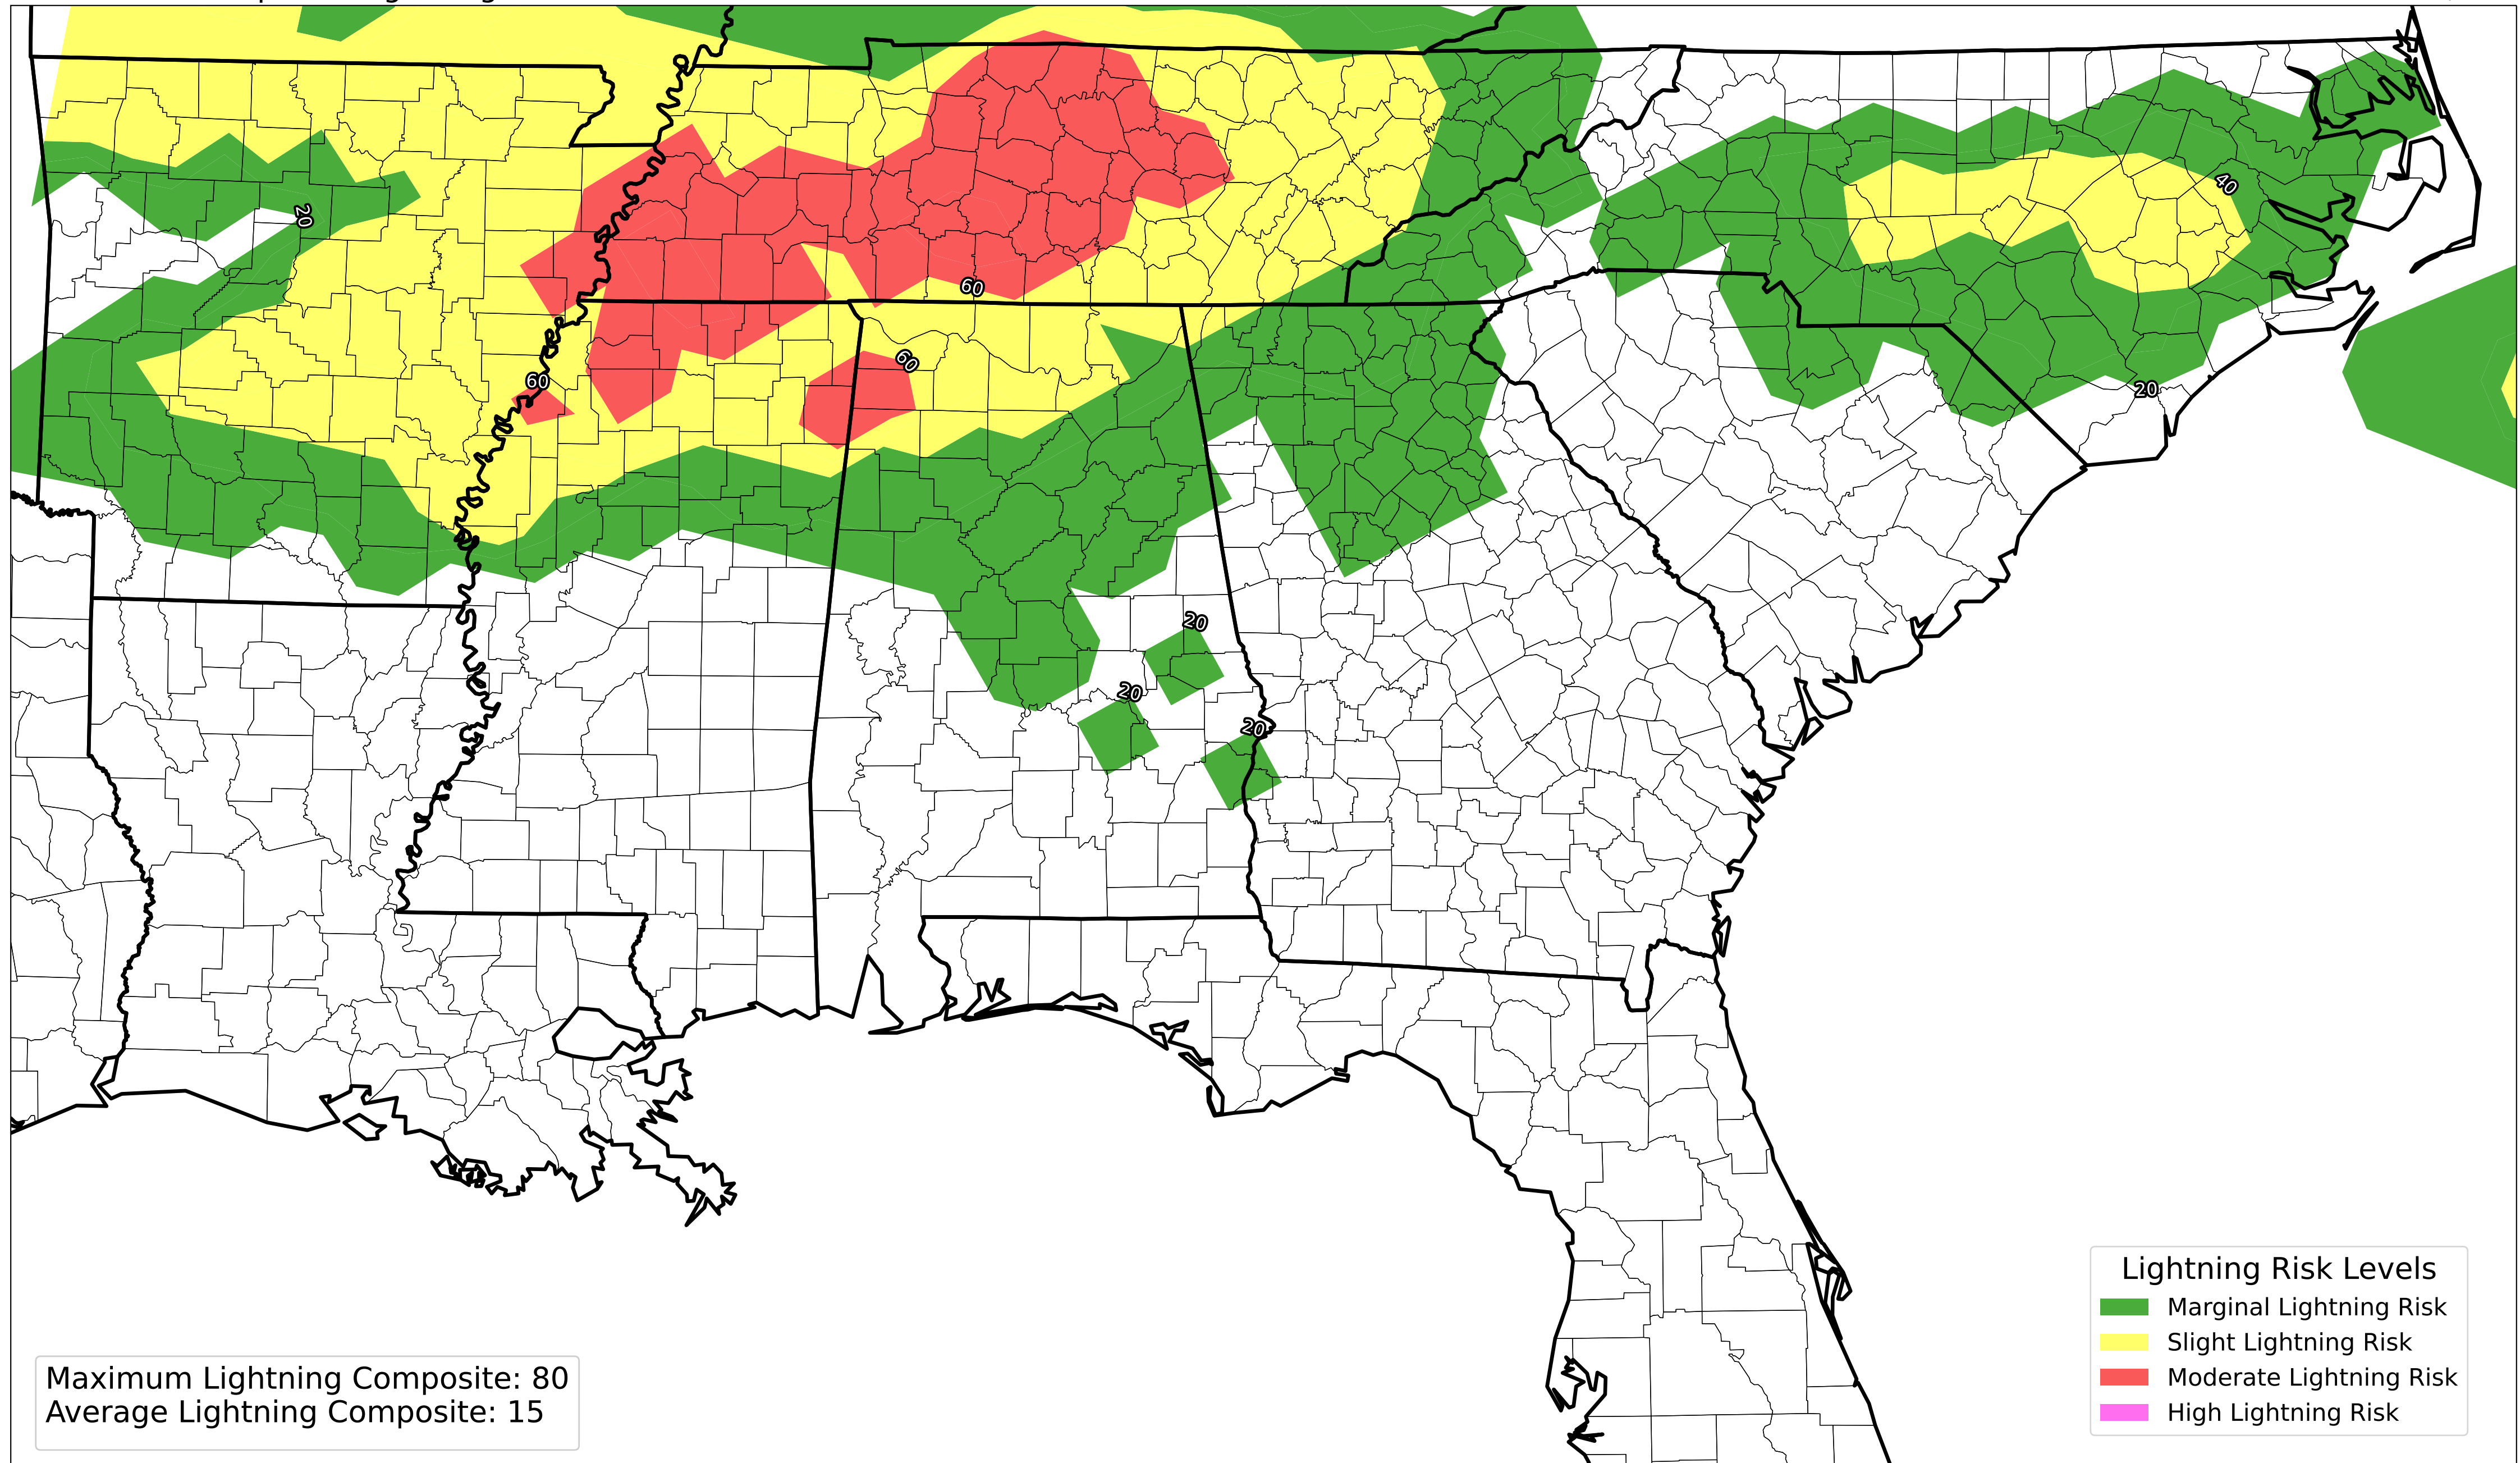 20
40
60
60
60
20
20
20
20
Lightning Risk Levels
Marginal Lightning Risk
Slight Lightning Risk
Moderate Lightning Risk
High Lightning Risk
Maximum Lightning Composite: 80
Average Lightning Composite: 15